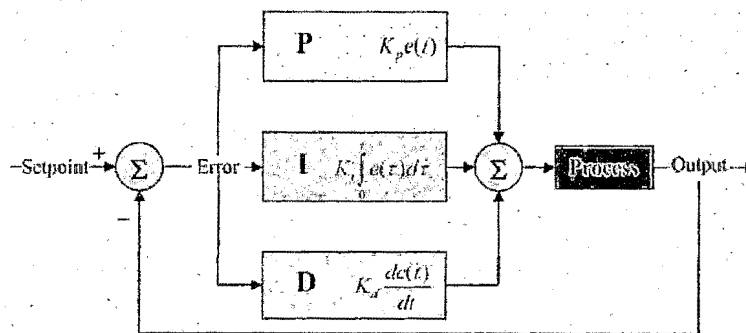 P K_p e(t)
Setpoint + Σ Error I K_i ∫_0^t e(τ)dτ Σ Process Output
−
D K_d de(t)/dt